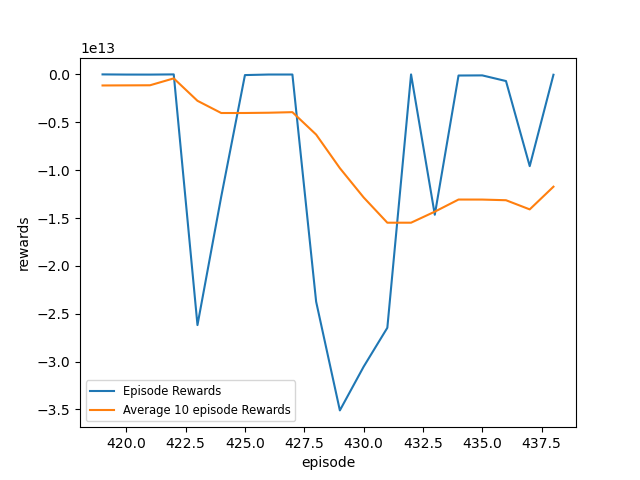 1e13
0.0
−0.5
−1.0
−1.5
−2.0
−2.5
−3.0
−3.5
rewards
Episode Rewards
Average 10 episode Rewards
420.0 422.5 425.0 427.5 430.0 432.5 435.0 437.5
episode